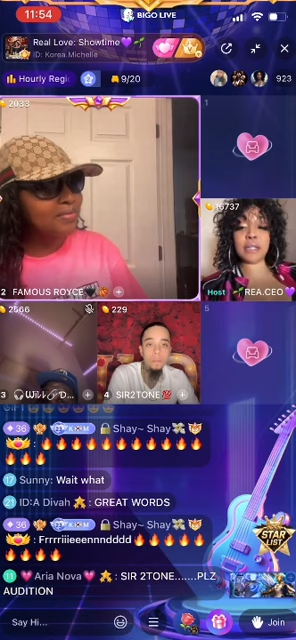 11:54
BIGO LIVE
Real Love: Showtime💜🌱
ID: Korea.Michelle
Hourly Regi
9/20
923
2033
1
2 FAMOUS ROYCE
16737
Host 🌱REA.CEO💜
2566
229
5
3
4 SIR2TONE💯
36 K♥M 🔒Shay~ Shay
: 🔥🔥🔥🔥🔥🔥🔥
🔥🔥🔥
17 Sunny: Wait what
21 ID:A Divah : GREAT WORDS
36 K♥M 🔒Shay~ Shay
: Frrrriiieeennndddd🔥🔥🔥🔥🔥
🔥🔥🔥🔥
11 💗Aria Nova💗 : SIR 2TONE.......PLZ
AUDITION
STAR LIST
Say Hi...
Join